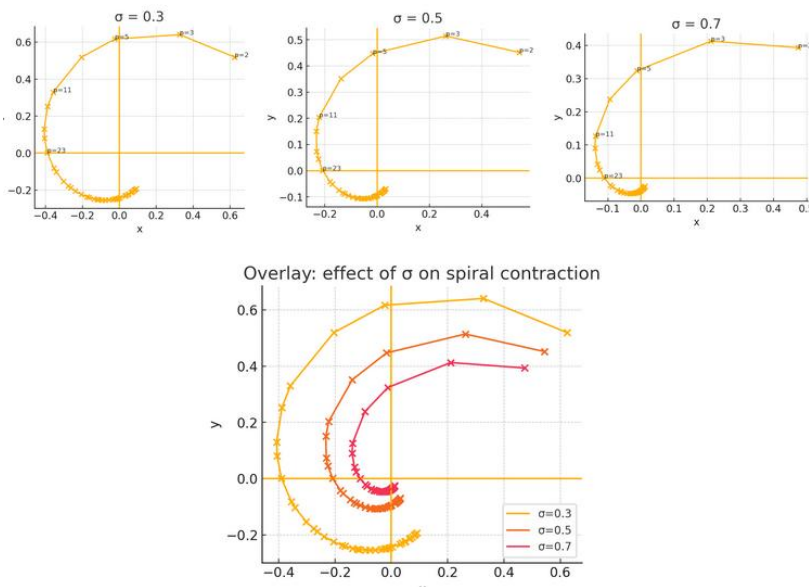 σ = 0.3
σ = 0.5
σ = 0.7
0.6
0.4
0.2
0.0
−0.2
p=2
p=3
p=5
p=11
p=23
−0.4 −0.2 0.0 0.2 0.4 0.6
x
y
0.5
0.4
0.3
0.2
0.1
0.0
−0.1
p=2
p=3
p=5
p=11
p=23
−0.2 0.0 0.2 0.4
x
y
0.4
0.3
0.2
0.1
0.0
p=3
p=5
p=11
p=23
−0.1 0.0 0.1 0.2 0.3 0.4
x
Overlay: effect of σ on spiral contraction
y
0.6
0.4
0.2
0.0
−0.2
−0.4 −0.2 0.0 0.2 0.4 0.6
σ=0.3
σ=0.5
σ=0.7